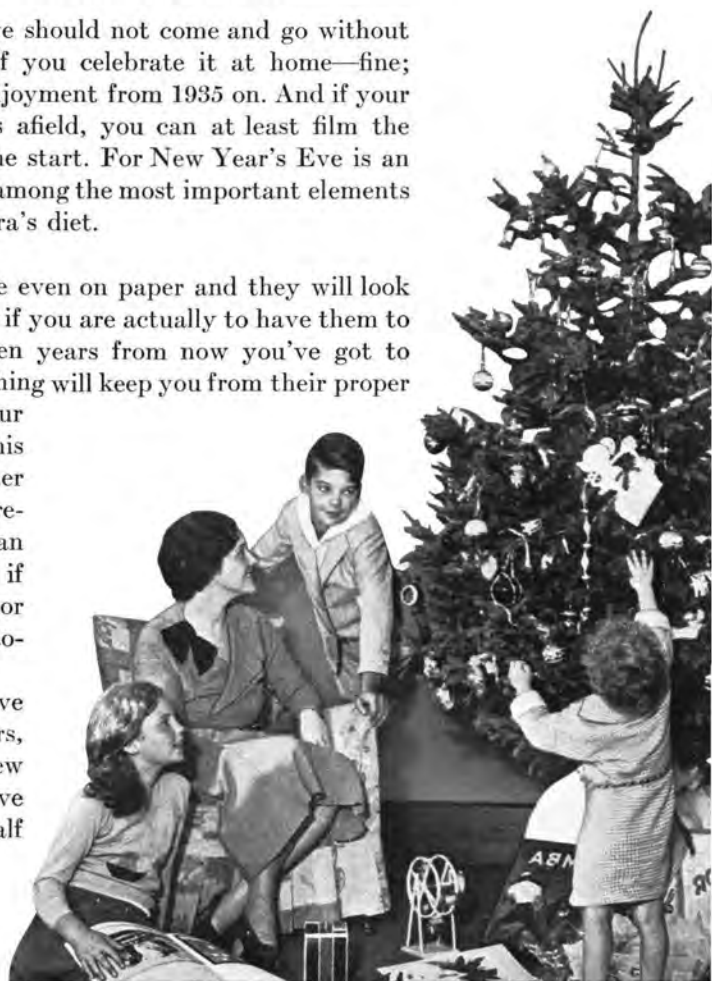 ve should not come and go without
f you celebrate it at home—fine;
joyment from 1935 on. And if your
s afield, you can at least film the
ne start. For New Year's Eve is an
among the most important elements
ra's diet.
e even on paper and they will look
if you are actually to have them to
en years from now you've got to
ning will keep you from their proper
ur
his
er
re-
an
if
or
o-
ve
rs,
ew
ve
alf